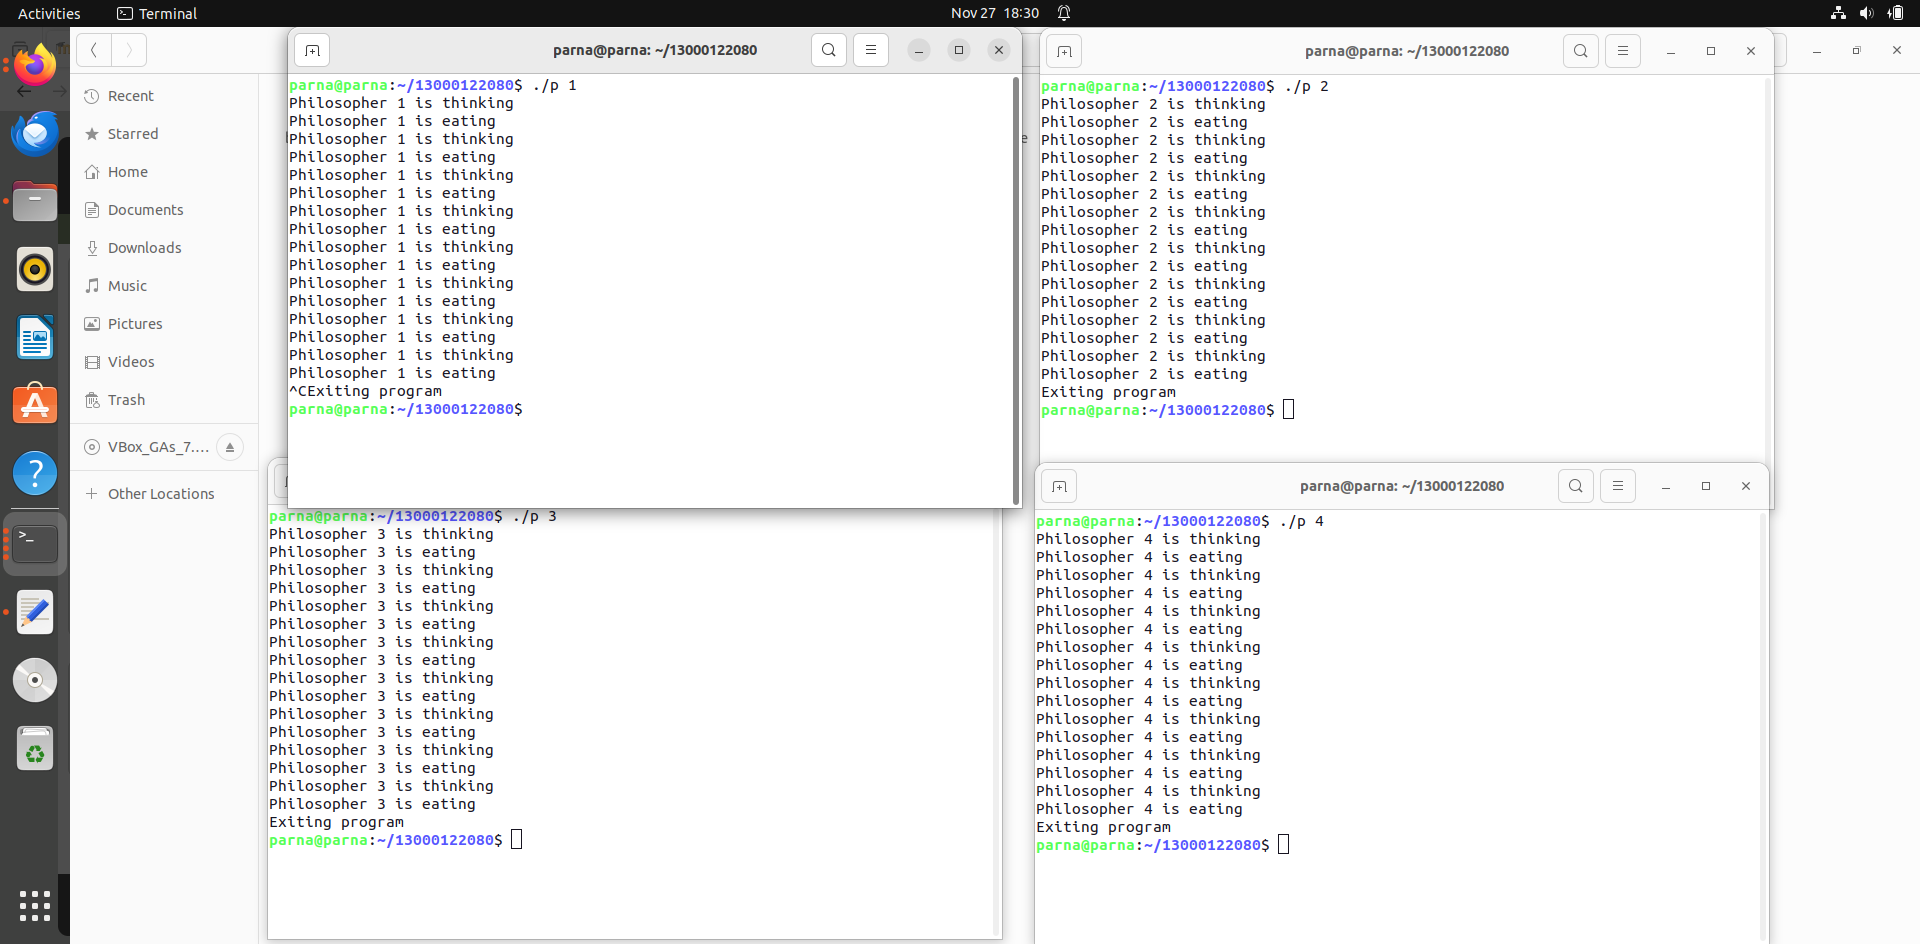 Activities
Terminal
Nov 27 18:30
Recent
Starred
Home
Documents
Downloads
Music
Pictures
Videos
Trash
VBox_GAs_7....
Other Locations
parna@parna: ~/13000122080
parna@parna:~/13000122080$ ./p 1
Philosopher 1 is thinking
Philosopher 1 is eating
Philosopher 1 is thinking
Philosopher 1 is eating
Philosopher 1 is thinking
Philosopher 1 is eating
Philosopher 1 is thinking
Philosopher 1 is eating
Philosopher 1 is thinking
Philosopher 1 is eating
Philosopher 1 is thinking
Philosopher 1 is eating
Philosopher 1 is thinking
Philosopher 1 is eating
Philosopher 1 is thinking
Philosopher 1 is eating
^CExiting program
parna@parna:~/13000122080$
parna@parna: ~/13000122080
parna@parna:~/13000122080$ ./p 2
Philosopher 2 is thinking
Philosopher 2 is eating
Philosopher 2 is thinking
Philosopher 2 is eating
Philosopher 2 is thinking
Philosopher 2 is eating
Philosopher 2 is thinking
Philosopher 2 is eating
Philosopher 2 is thinking
Philosopher 2 is eating
Philosopher 2 is thinking
Philosopher 2 is eating
Philosopher 2 is thinking
Philosopher 2 is eating
Philosopher 2 is thinking
Philosopher 2 is eating
Exiting program
parna@parna:~/13000122080$
parna@parna:~/13000122080$ ./p 3
Philosopher 3 is thinking
Philosopher 3 is eating
Philosopher 3 is thinking
Philosopher 3 is eating
Philosopher 3 is thinking
Philosopher 3 is eating
Philosopher 3 is thinking
Philosopher 3 is eating
Philosopher 3 is thinking
Philosopher 3 is eating
Philosopher 3 is thinking
Philosopher 3 is eating
Philosopher 3 is thinking
Philosopher 3 is eating
Philosopher 3 is thinking
Philosopher 3 is eating
Exiting program
parna@parna:~/13000122080$
parna@parna: ~/13000122080
parna@parna:~/13000122080$ ./p 4
Philosopher 4 is thinking
Philosopher 4 is eating
Philosopher 4 is thinking
Philosopher 4 is eating
Philosopher 4 is thinking
Philosopher 4 is eating
Philosopher 4 is thinking
Philosopher 4 is eating
Philosopher 4 is thinking
Philosopher 4 is eating
Philosopher 4 is thinking
Philosopher 4 is eating
Philosopher 4 is thinking
Philosopher 4 is eating
Philosopher 4 is thinking
Philosopher 4 is eating
Exiting program
parna@parna:~/13000122080$